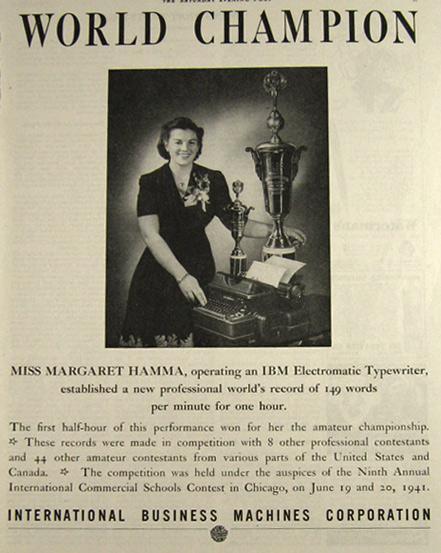 THE SATURDAY EVENING POST
WORLD CHAMPION
MISS MARGARET HAMMA, operating an IBM Electromatic Typewriter,
established a new professional world's record of 149 words
per minute for one hour.
The first half-hour of this performance won for her the amateur championship.
☆ These records were made in competition with 8 other professional contestants
and 44 other amateur contestants from various parts of the United States and
Canada. ☆ The competition was held under the auspices of the Ninth Annual
International Commercial Schools Contest in Chicago, on June 19 and 20, 1941.
INTERNATIONAL BUSINESS MACHINES CORPORATION